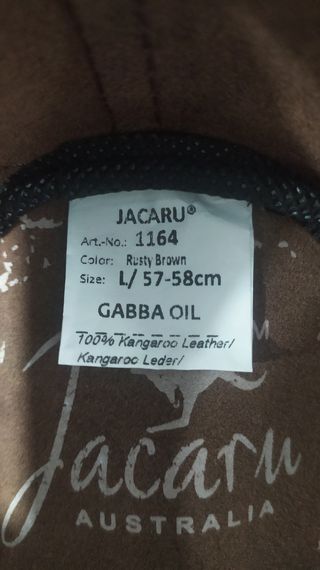 JACARU®
Art.-No.: 1164
Color: Rusty Brown
Size: L/ 57-58cm
GABBA OIL
100% Kangaroo Leather/
Kangaroo Leder/
M
Jacaru
AUSTRALIA